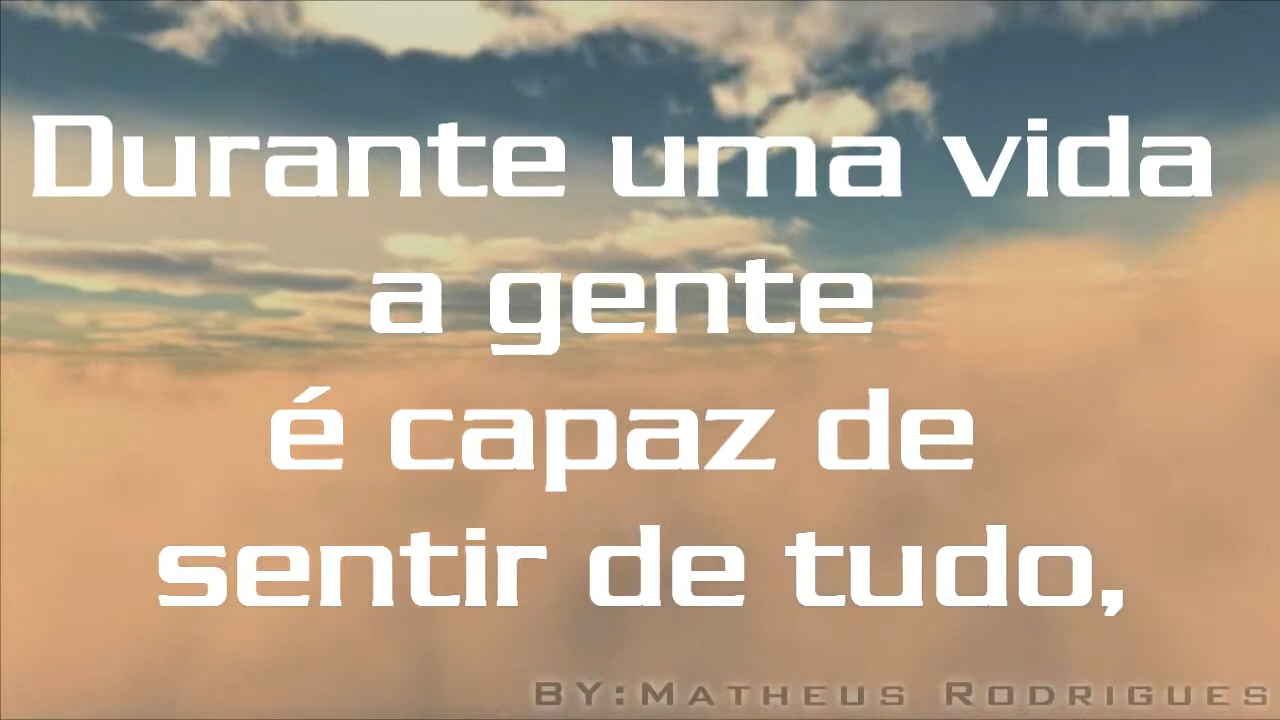 Durante uma vida
a gente
é capaz de
sentir de tudo,
BY:Matheus Rodrigues